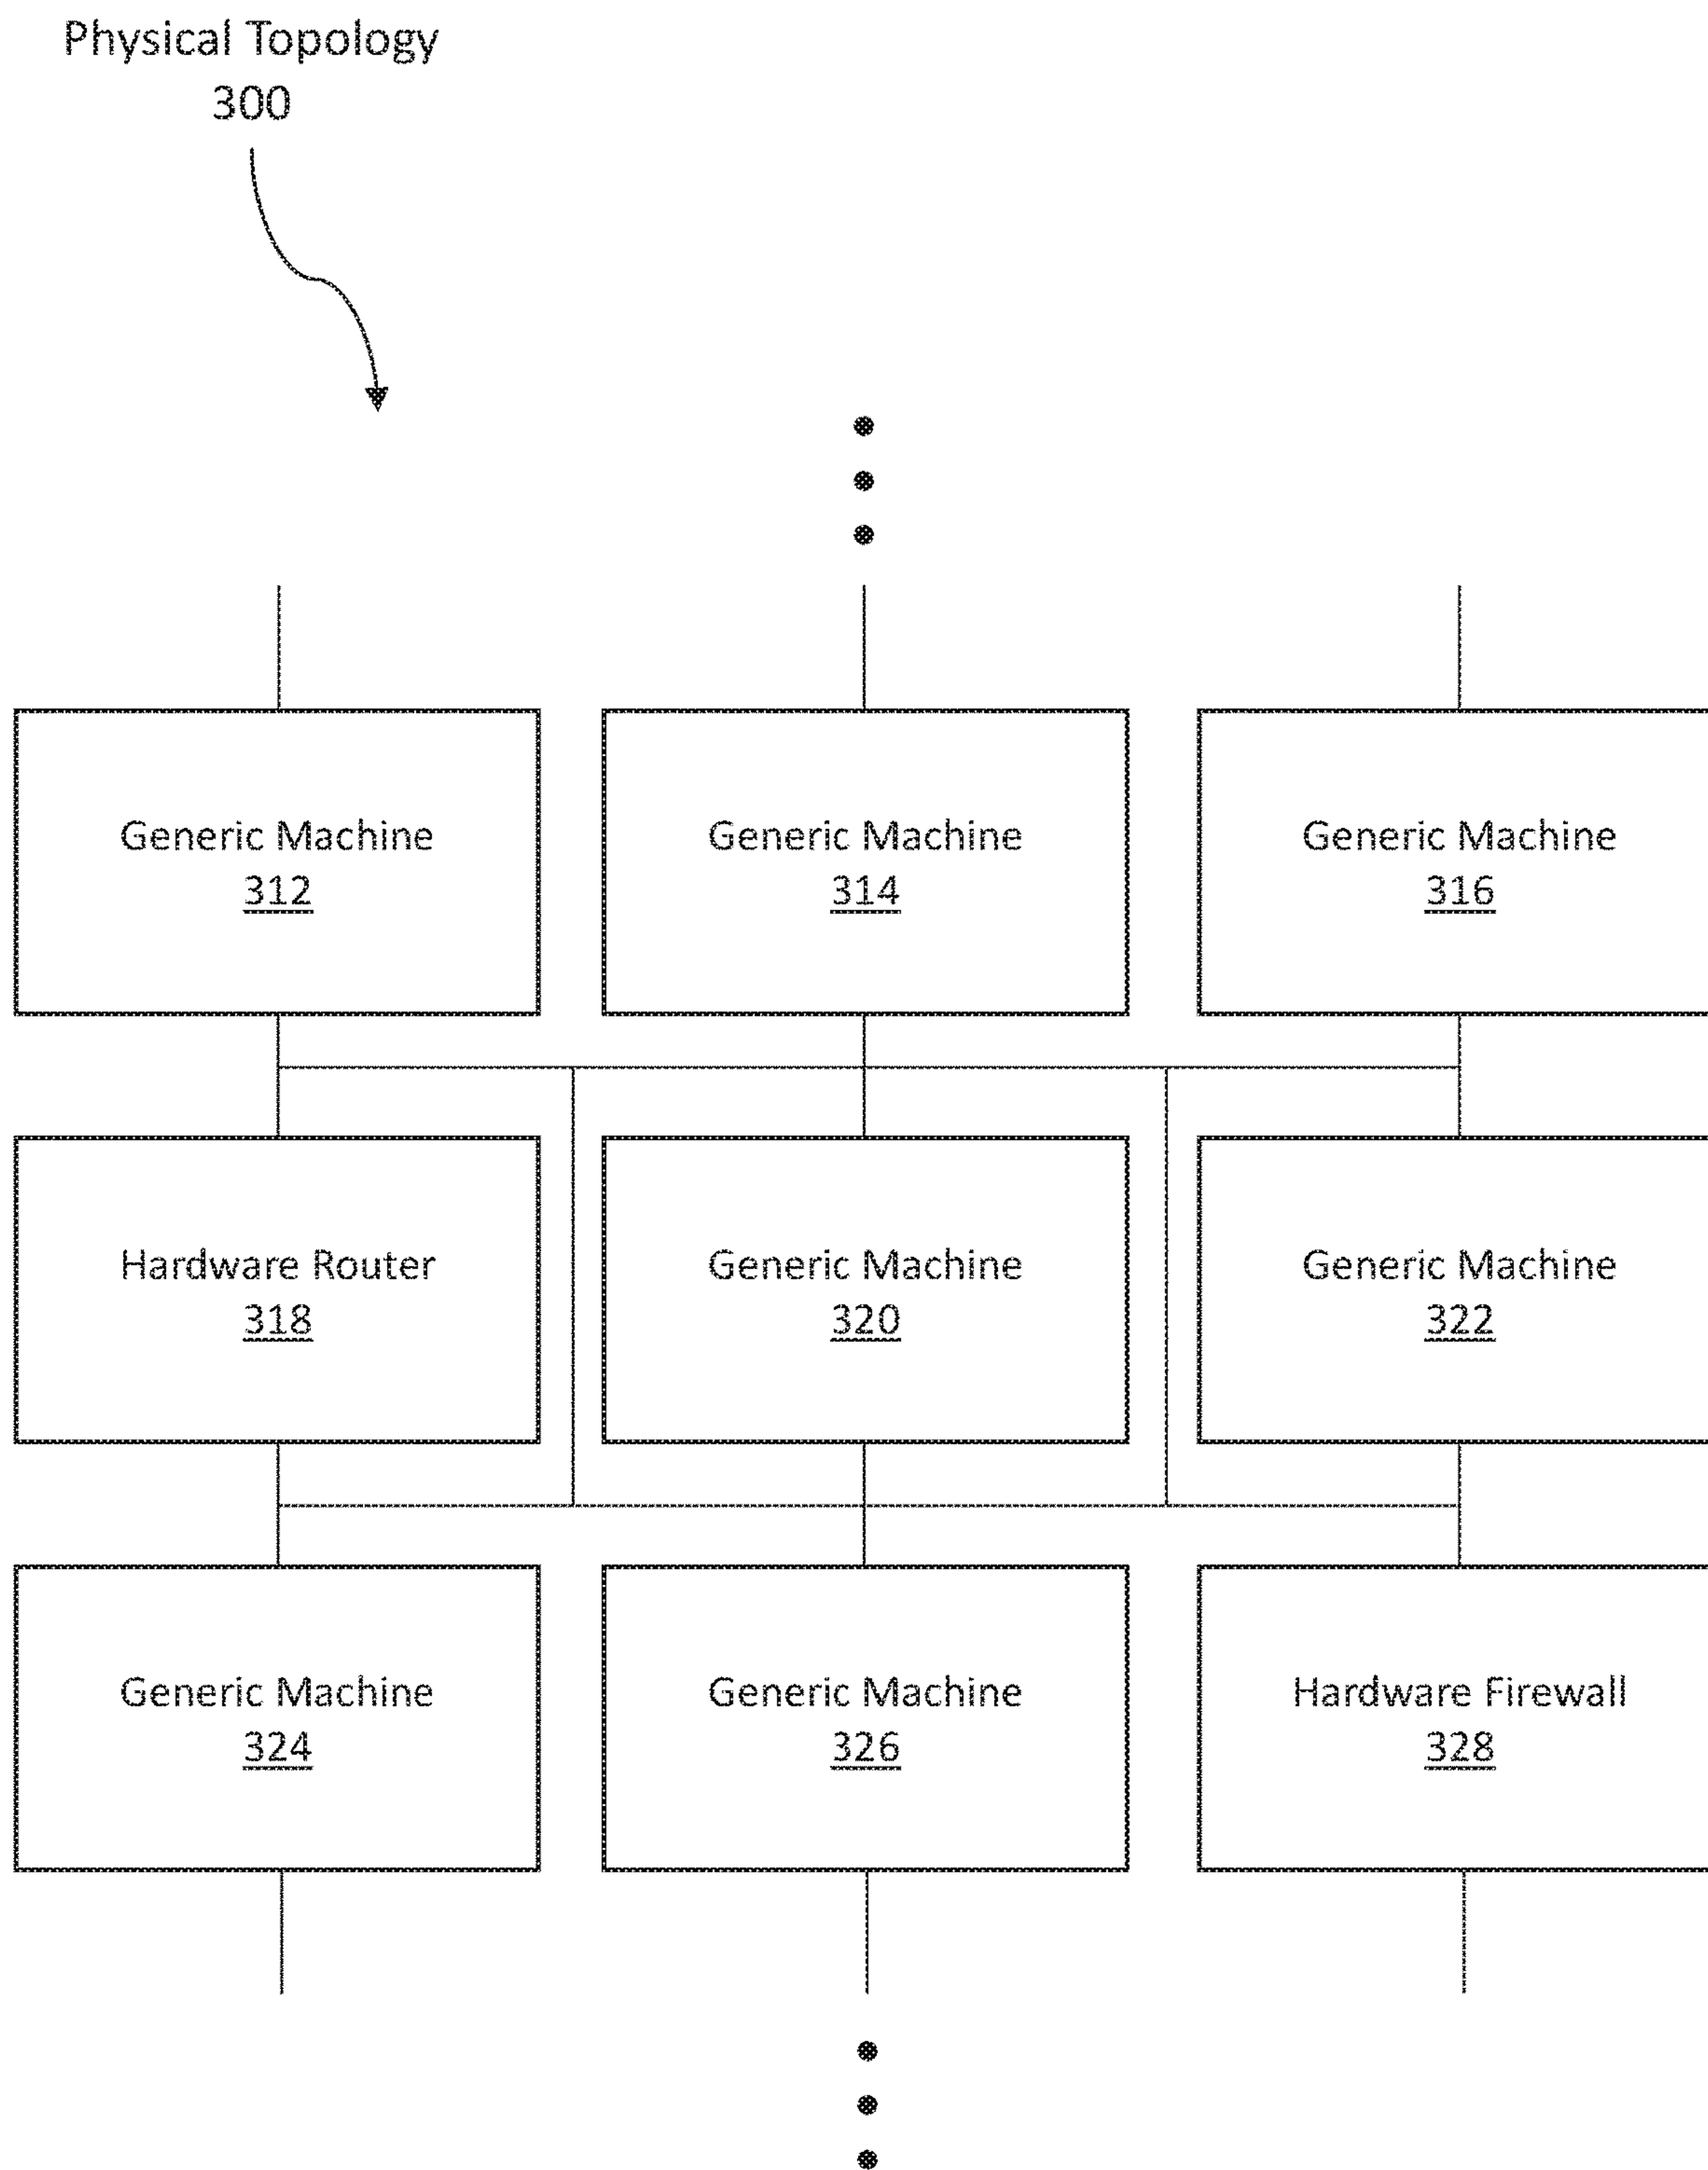 Physical Topology
300
Generic Machine
312
Generic Machine
314
Generic Machine
316
Hardware Router
318
Generic Machine
320
Generic Machine
322
Generic Machine
324
Generic Machine
326
Hardware Firewall
328